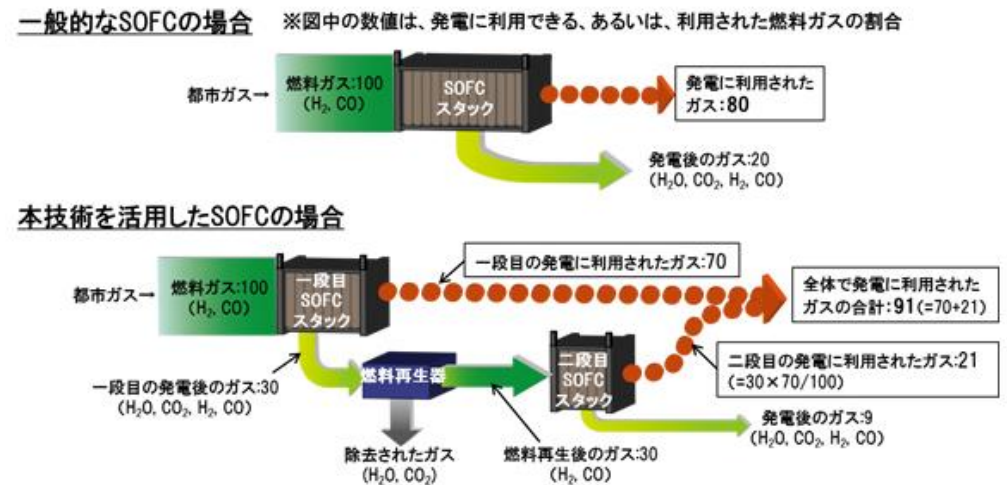 一般的なSOFCの場合
※図中の数値は、発電に利用できる、あるいは、利用された燃料ガスの割合
都市ガス→
燃料ガス:100
(H₂, CO)
SOFC
スタック
発電に利用された
ガス:80
発電後のガス:20
(H₂O, CO₂, H₂, CO)
本技術を活用したSOFCの場合
都市ガス→
燃料ガス:100
(H₂, CO)
一段目
SOFC
スタック
一段目の発電に利用されたガス:70
全体で発電に利用された
ガスの合計:91(=70+21)
一段目の発電後のガス:30
(H₂O, CO₂, H₂, CO)
燃料再生器
二段目
SOFC
スタック
二段目の発電に利用されたガス:21
(=30×70/100)
発電後のガス:9
(H₂O, CO₂, H₂, CO)
除去されたガス
(H₂O, CO₂)
燃料再生後のガス:30
(H₂, CO)